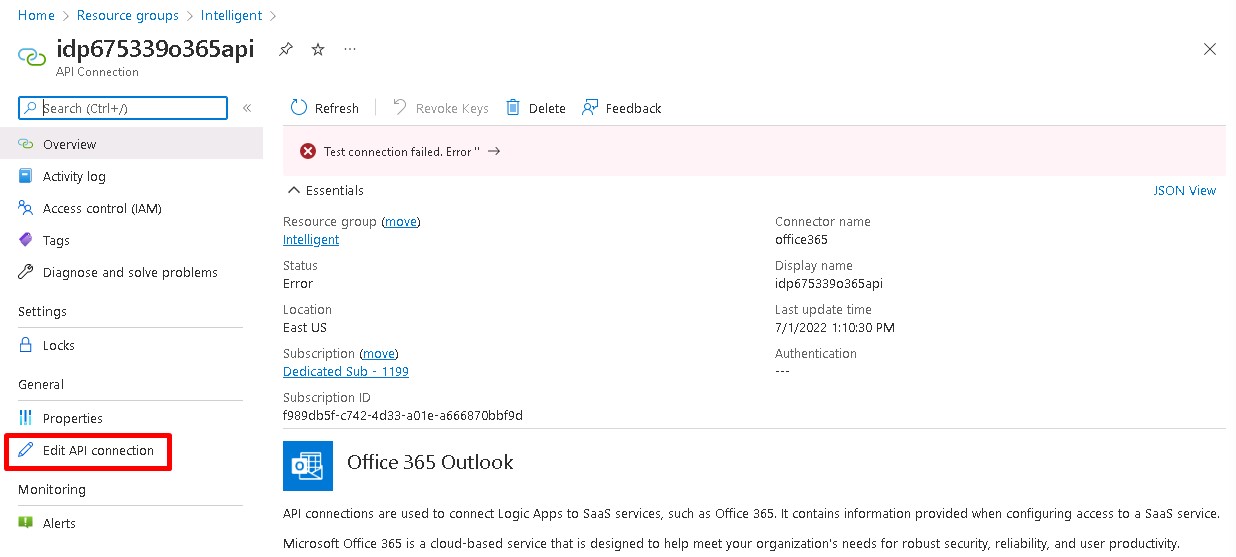 Home > Resource groups > Intelligent >
idp675339o365api
API Connection
Search (Ctrl+/)
Overview
Activity log
Access control (IAM)
Tags
Diagnose and solve problems
Settings
Locks
General
Properties
Edit API connection
Monitoring
Alerts
Refresh Revoke Keys Delete Feedback
Test connection failed. Error '' →
Essentials
JSON View
Resource group (move)
Intelligent
Status
Error
Location
East US
Subscription (move)
Dedicated Sub - 1199
Subscription ID
f989db5f-c742-4d33-a01e-a666870bbf9d
Connector name
office365
Display name
idp675339o365api
Last update time
7/1/2022 1:10:30 PM
Authentication
---
Office 365 Outlook
API connections are used to connect Logic Apps to SaaS services, such as Office 365. It contains information provided when configuring access to a SaaS service.
Microsoft Office 365 is a cloud-based service that is designed to help meet your organization's needs for robust security, reliability, and user productivity.